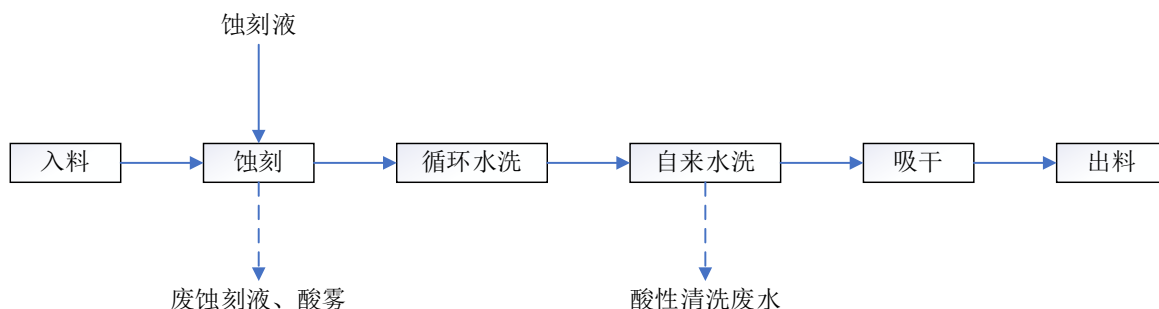 蚀刻液
入料
蚀刻
循环水洗
自来水洗
吸干
出料
废蚀刻液、酸雾
酸性清洗废水